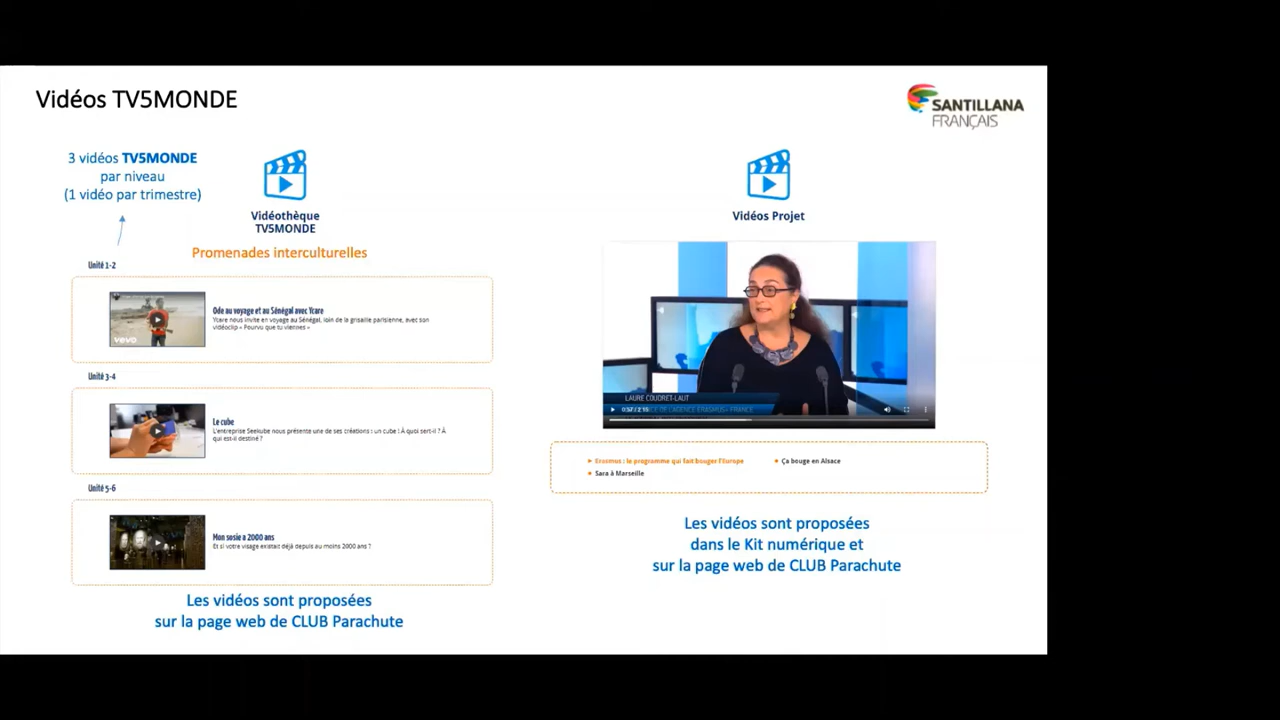 Vidéos TV5MONDE
SANTILLANA
FRANÇAIS
3 vidéos TV5MONDE
par niveau
(1 vidéo par trimestre)
Vidéothèque
TV5MONDE
Promenades interculturelles
Unité 1-2
Ode au voyage et au Sénégal avec Ycare
Ycare nous invite en voyage au Sénégal, loin de la grisaille parisienne, avec son
vidéoclip « Pourvu que tu viennes »
vevo
Unité 3-4
Le cube
L'entreprise Seekube nous présente une de ses créations : un cube ! À quoi sert-il ? À
qui est-il destiné ?
Unité 5-6
Mon sosie a 2000 ans
Et si votre visage existait déjà depuis au moins 2000 ans ?
Les vidéos sont proposées
sur la page web de CLUB Parachute
Vidéos Projet
LAURE COUDRET-LAUT
DE L'AGENCE ERASMUS+ FRANCE
Erasmus : le programme qui fait bouger l'Europe
Ça bouge en Alsace
Sara à Marseille
Les vidéos sont proposées
dans le Kit numérique et
sur la page web de CLUB Parachute